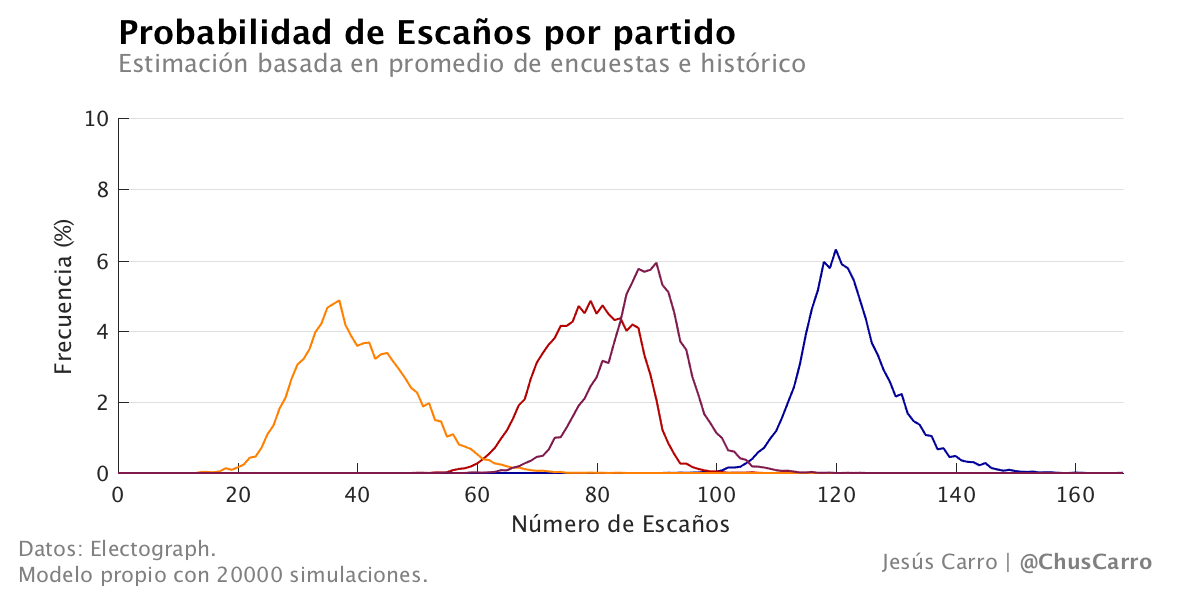 Probabilidad de Escaños por partido
Estimación basada en promedio de encuestas e histórico
10
8
6
4
2
0
Frecuencia (%)
0 20 40 60 80 100 120 140 160
Número de Escaños
Datos: Electograph.
Modelo propio con 20000 simulaciones.
Jesús Carro | @ChusCarro